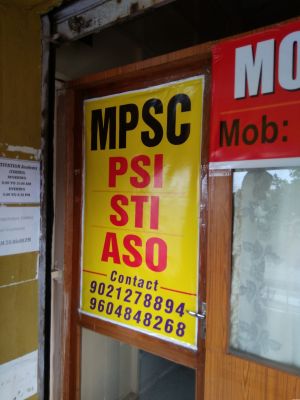 MPSC
PSI
STI
ASO
Contact
9021278894
9604848268
MO
Mob: